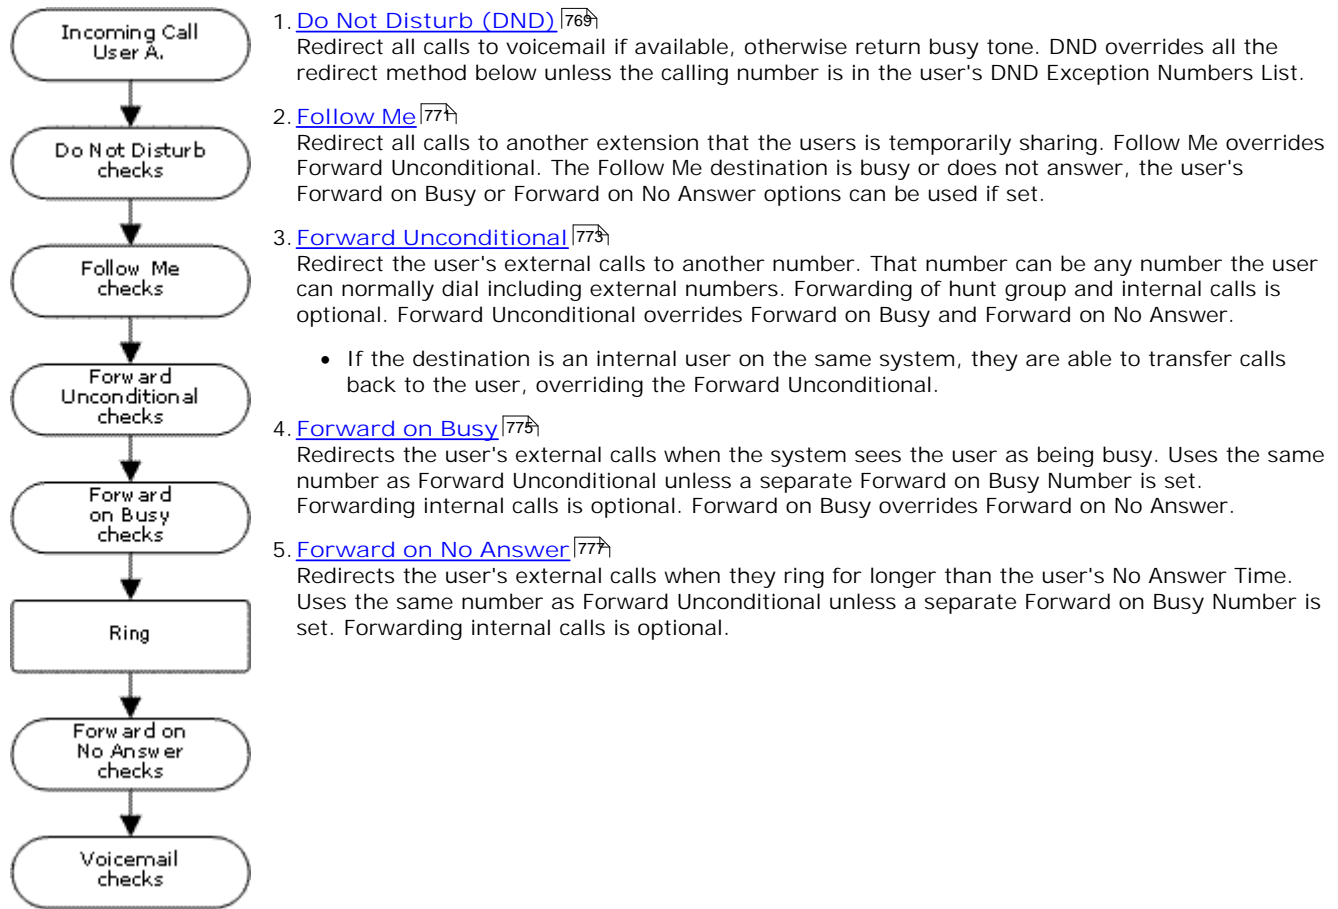 Incoming Call
User A.
Do Not Disturb
checks
Follow Me
checks
Forward
Unconditional
checks
Forward
on Busy
checks
Ring
Forward on
No Answer
checks
Voicemail
checks
1. Do Not Disturb (DND) 769
Redirect all calls to voicemail if available, otherwise return busy tone. DND overrides all the
redirect method below unless the calling number is in the user's DND Exception Numbers List.
2. Follow Me 771
Redirect all calls to another extension that the users is temporarily sharing. Follow Me overrides
Forward Unconditional. The Follow Me destination is busy or does not answer, the user's
Forward on Busy or Forward on No Answer options can be used if set.
3. Forward Unconditional 773
Redirect the user's external calls to another number. That number can be any number the user
can normally dial including external numbers. Forwarding of hunt group and internal calls is
optional. Forward Unconditional overrides Forward on Busy and Forward on No Answer.
• If the destination is an internal user on the same system, they are able to transfer calls
back to the user, overriding the Forward Unconditional.
4. Forward on Busy 775
Redirects the user's external calls when the system sees the user as being busy. Uses the same
number as Forward Unconditional unless a separate Forward on Busy Number is set.
Forwarding internal calls is optional. Forward on Busy overrides Forward on No Answer.
5. Forward on No Answer 777
Redirects the user's external calls when they ring for longer than the user's No Answer Time.
Uses the same number as Forward Unconditional unless a separate Forward on Busy Number is
set. Forwarding internal calls is optional.